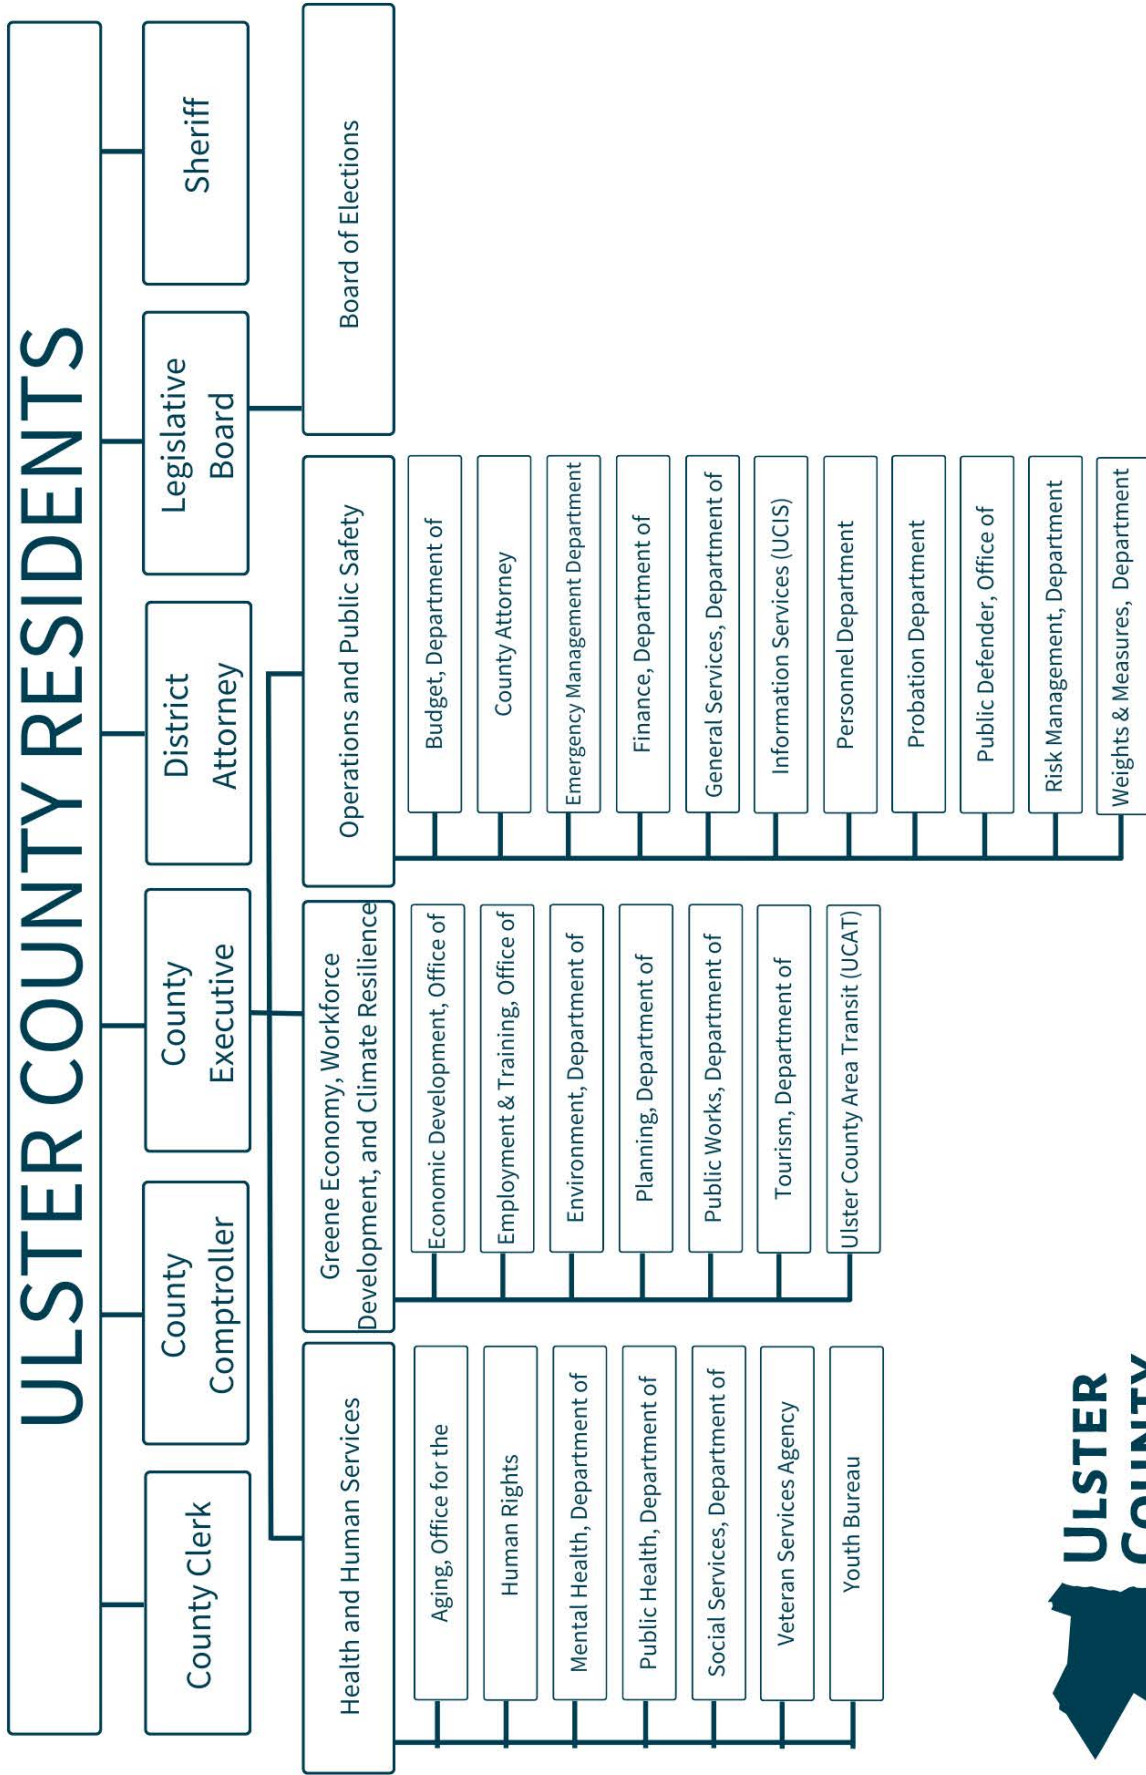 ULSTER COUNTY RESIDENTS
County Clerk
County
Comptroller
County
Executive
District
Attorney
Legislative
Board
Sheriff
Health and Human Services
Aging, Office for the
Human Rights
Mental Health, Department of
Public Health, Department of
Social Services, Department of
Veteran Services Agency
Youth Bureau
Greene Economy, Workforce
Development, and Climate Resilience
Economic Development, Office of
Employment & Training, Office of
Environment, Department of
Planning, Department of
Public Works, Department of
Tourism, Department of
Ulster County Area Transit (UCAT)
Operations and Public Safety
Budget, Department of
County Attorney
Emergency Management Department
Finance, Department of
General Services, Department of
Information Services (UCIS)
Personnel Department
Probation Department
Public Defender, Office of
Risk Management, Department
Weights & Measures, Department
Board of Elections
ULSTER
COUNTY